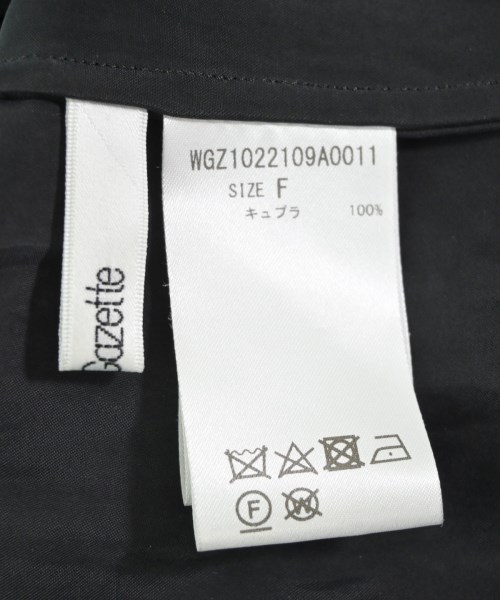 Gazette
WGZ1022109A0011
SIZE F
キュプラ 100%
F
W